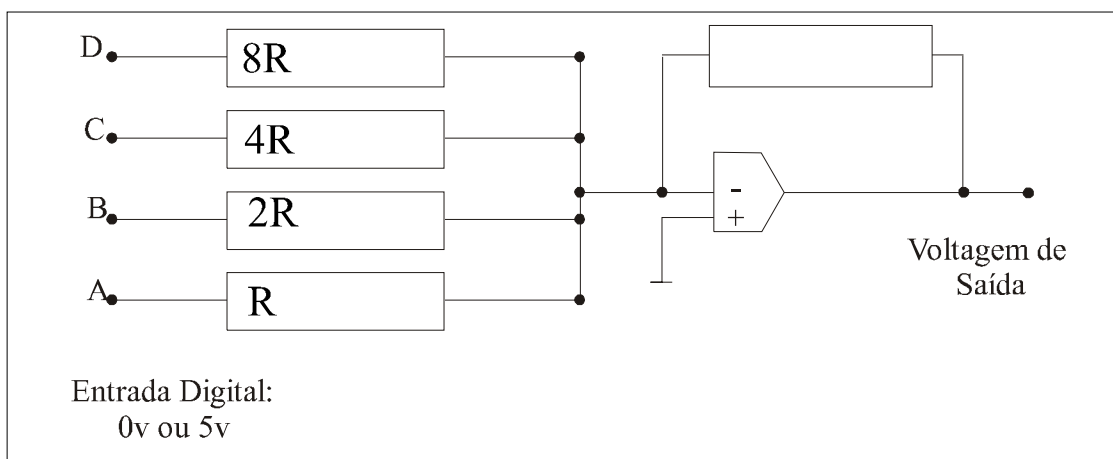 D
8R
C
4R
B
2R
A
R
-
+
Voltagem de
Saída
Entrada Digital:
0v ou 5v